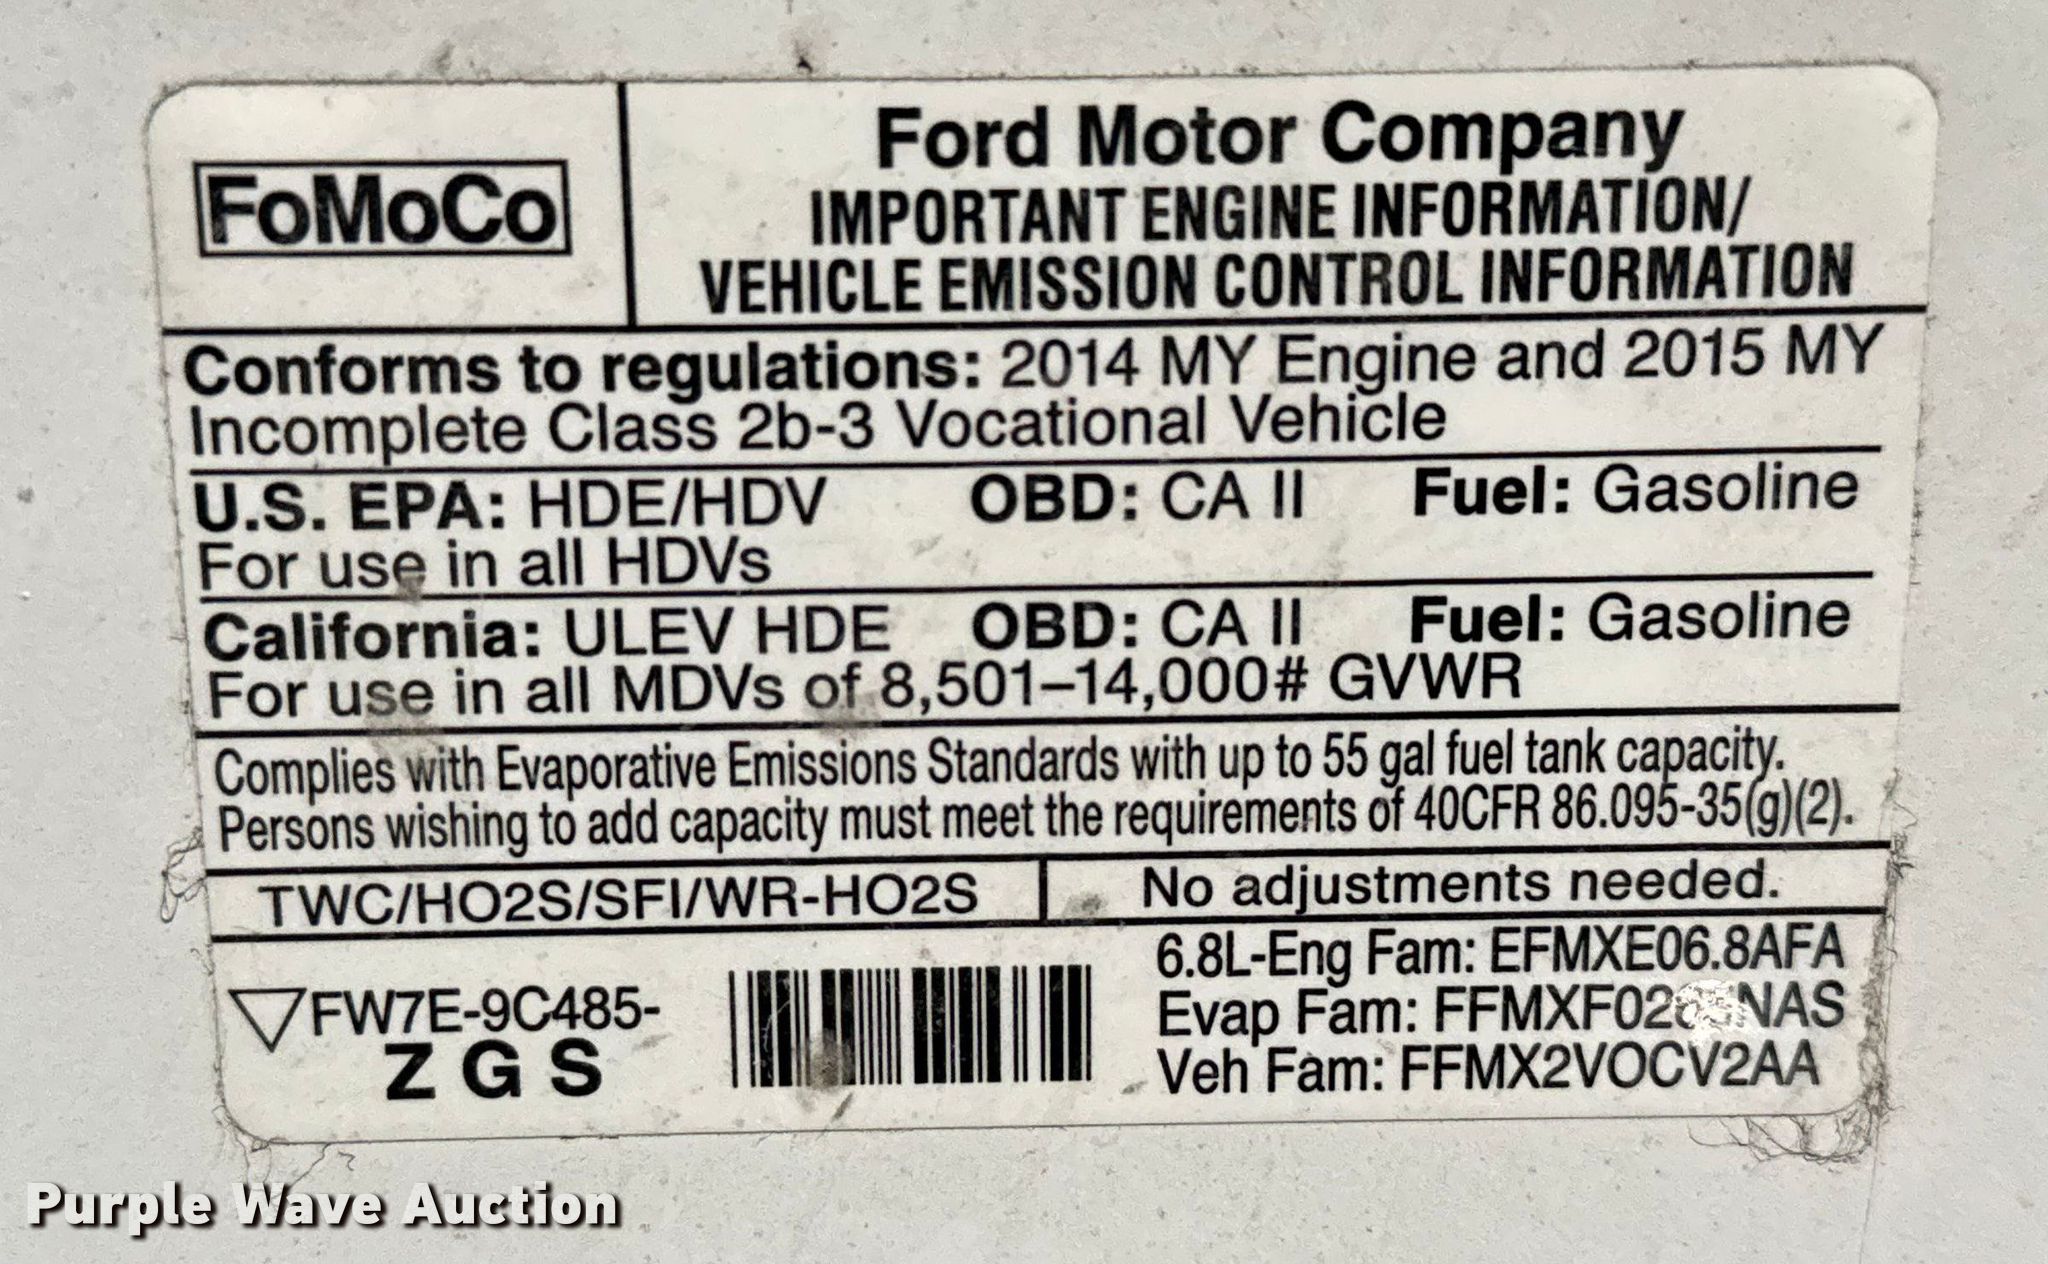 FoMoCo
Ford Motor Company
IMPORTANT ENGINE INFORMATION/
VEHICLE EMISSION CONTROL INFORMATION
Conforms to regulations: 2014 MY Engine and 2015 MY
Incomplete Class 2b-3 Vocational Vehicle
U.S. EPA: HDE/HDV OBD: CA II Fuel: Gasoline
For use in all HDVs
California: ULEV HDE OBD: CA II Fuel: Gasoline
For use in all MDVs of 8,501–14,000# GVWR
Complies with Evaporative Emissions Standards with up to 55 gal fuel tank capacity.
Persons wishing to add capacity must meet the requirements of 40CFR 86.095-35(g)(2).
TWC/HO2S/SFI/WR-HO2S No adjustments needed.
6.8L-Eng Fam: EFMXE06.8AFA
Evap Fam:
Veh Fam: FFMX2VOCV2AA
FW7E-9C485-
Z G S
Purple Wave Auction